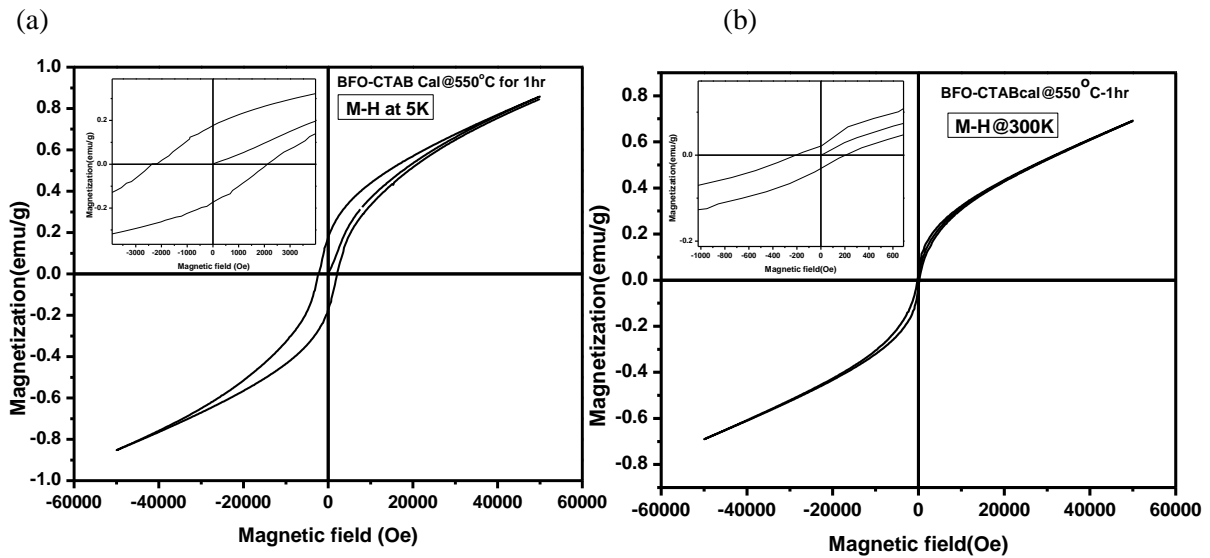 (a)
(b)
BFO-CTAB Cal@550°C for 1hr
M-H at 5K
1.0
0.8
0.6
0.4
0.2
0.0
-0.2
-0.4
-0.6
-0.8
-1.0
Magnetization(emu/g)
-60000 -40000 -20000 0 20000 40000 60000
Magnetic field (Oe)
0.2
0.0
-0.2
Magnetization(emu/g)
-3000 -2000 -1000 0 1000 2000 3000
Magnetic field (Oe)
BFO-CTABcal@550°C-1hr
M-H@300K
0.8
0.6
0.4
0.2
0.0
-0.2
-0.4
-0.6
-0.8
Magnetization(emu/g)
-60000 -40000 -20000 0 20000 40000 60000
Magnetic field(Oe)
0.0
-0.2
Magnetization(emu/g)
-1000 -800 -600 -400 -200 0 200 400 600
Magnetic field(Oe)